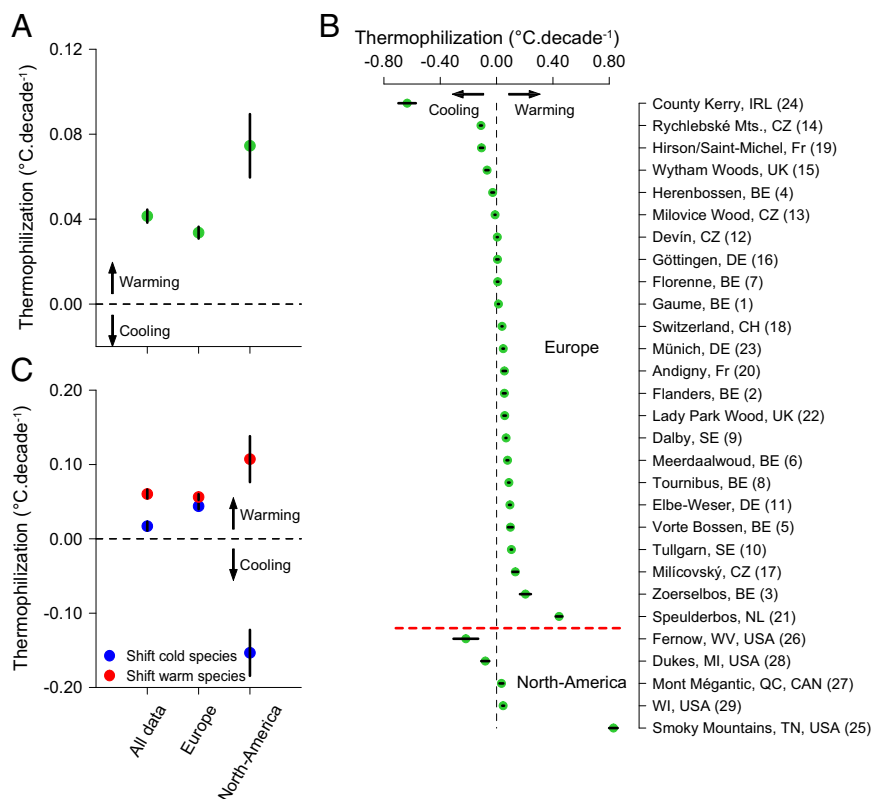 A
Thermophilization (°C.decade-1)
0.12
0.08
0.04
0.00
Warming
Cooling
B
Thermophilization (°C.decade-1)
-0.80 -0.40 0.00 0.40 0.80
Cooling Warming
County Kerry, IRL (24)
Rychlebské Mts., CZ (14)
Hirson/Saint-Michel, Fr (19)
Wytham Woods, UK (15)
Herenbossen, BE (4)
Milovice Wood, CZ (13)
Devín, CZ (12)
Göttingen, DE (16)
Florenne, BE (7)
Gaume, BE (1)
Switzerland, CH (18)
Münich, DE (23)
Andigny, Fr (20)
Flanders, BE (2)
Lady Park Wood, UK (22)
Dalby, SE (9)
Meerdaalwoud, BE (6)
Tournibus, BE (8)
Elbe-Weser, DE (11)
Vorte Bossen, BE (5)
Tullgarn, SE (10)
Milícovský, CZ (17)
Zoerselbos, BE (3)
Speulderbos, NL (21)
Fernow, WV, USA (26)
Dukes, MI, USA (28)
Mont Mégantic, QC, CAN (27)
WI, USA (29)
Smoky Mountains, TN, USA (25)
Europe
North-America
C
Thermophilization (°C.decade-1)
0.20
0.10
0.00
-0.10
-0.20
Warming
Cooling
Shift cold species
Shift warm species
All data
Europe
North-America